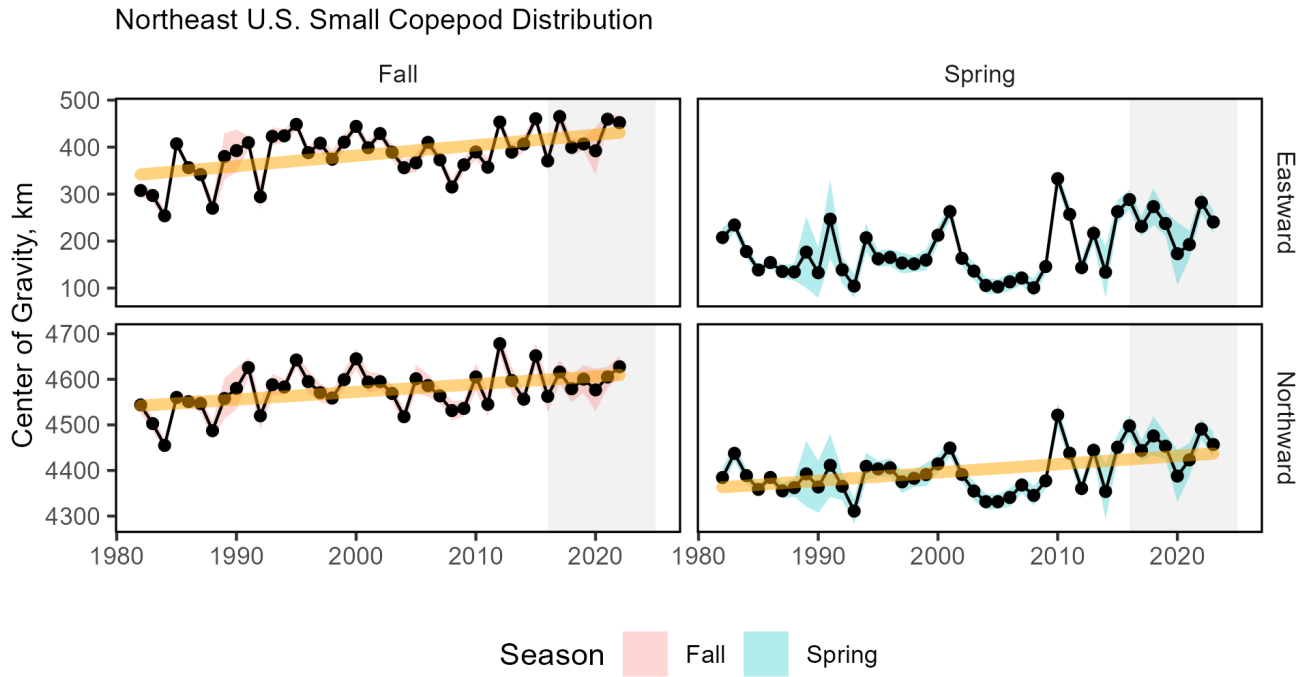 Northeast U.S. Small Copepod Distribution
Fall Spring
Center of Gravity, km
500
400
300
200
100
Eastward
4700
4600
4500
4400
4300
Northward
1980 1990 2000 2010 2020 1980 1990 2000 2010 2020
Season Fall Spring